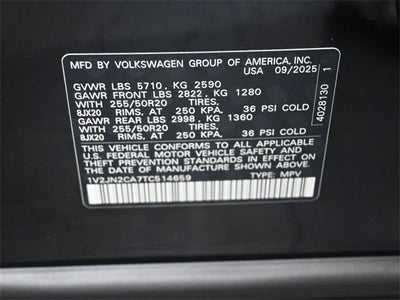 MFD BY VOLKSWAGEN GROUP OF AMERICA, INC.
USA 09/2025
GVWR LBS 5710, KG 2590
GAWR FRONT LBS 2822, KG 1280
WITH 255/50R20 TIRES,
8JX20 RIMS, AT 250 KPA, 36 PSI COLD
GAWR REAR LBS 2998, KG 1360
WITH 255/50R20 TIRES,
8JX20 RIMS, AT 250 KPA, 36 PSI COLD
THIS VEHICLE CONFORMS TO ALL APPLICABLE
U.S. FEDERAL MOTOR VEHICLE SAFETY AND
THEFT PREVENTION STANDARDS IN EFFECT ON
THE DATE OF MANUFACTURE SHOWN ABOVE.
1V2JN2CA7TC514659 TYPE: MPV
4028130 1